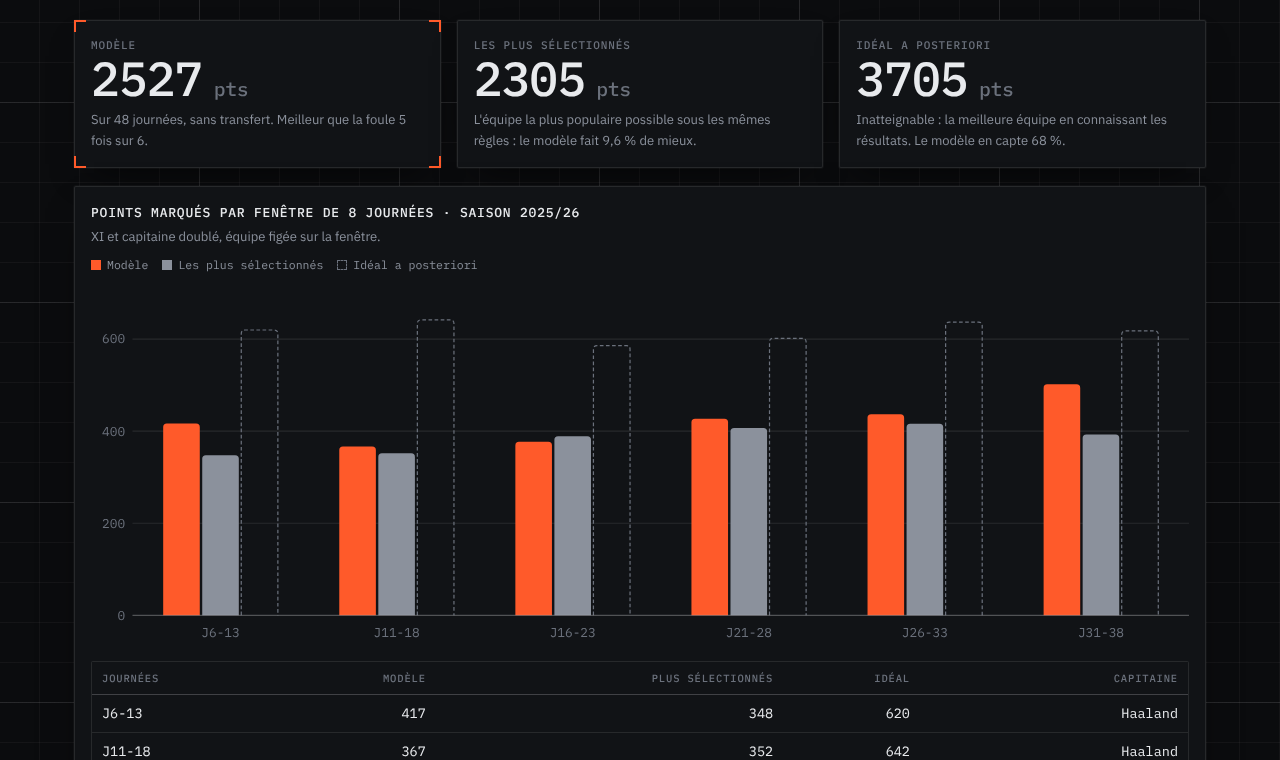 MODÈLE
2527 pts
Sur 48 journées, sans transfert. Meilleur que la foule 5
fois sur 6.
LES PLUS SÉLECTIONNÉS
2305 pts
L'équipe la plus populaire possible sous les mêmes
règles : le modèle fait 9,6 % de mieux.
IDÉAL A POSTERIORI
3705 pts
Inatteignable : la meilleure équipe en connaissant les
résultats. Le modèle en capte 68 %.
POINTS MARQUÉS PAR FENÊTRE DE 8 JOURNÉES · SAISON 2025/26
XI et capitaine doublé, équipe figée sur la fenêtre.
Modèle Les plus sélectionnés Idéal a posteriori
600
400
200
0
J6-13 J11-18 J16-23 J21-28 J26-33 J31-38
JOURNÉES MODÈLE PLUS SÉLECTIONNÉS IDÉAL CAPITAINE
J6-13 417 348 620 Haaland
J11-18 367 352 642 Haaland